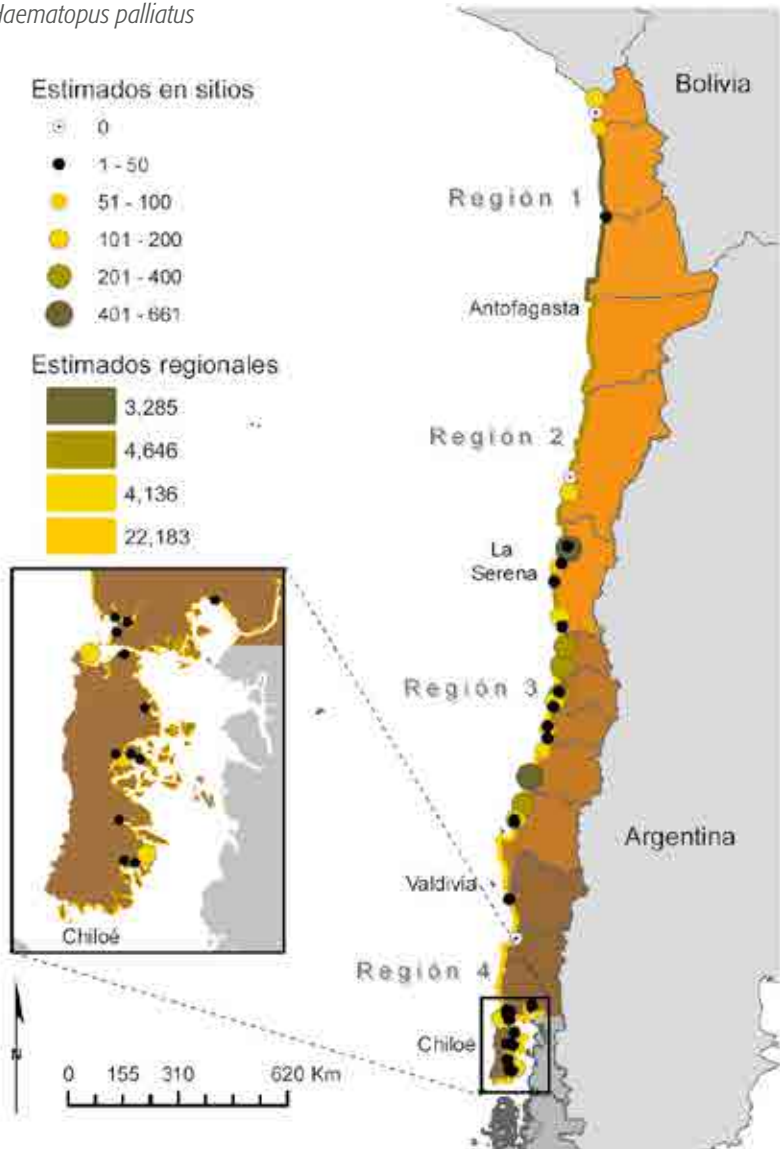 Haematopus palliatus
Estimados en sitios
0
1 - 50
51 - 100
101 - 200
201 - 400
401 - 661
Estimados regionales
3,285
4,646
4,136
22,183
Bolivia
Región 1
Antofagasta
Región 2
La
Serena
Región 3
Argentina
Valdivia
Región 4
Chiloé
Chiloé
N
0 155 310 620 Km